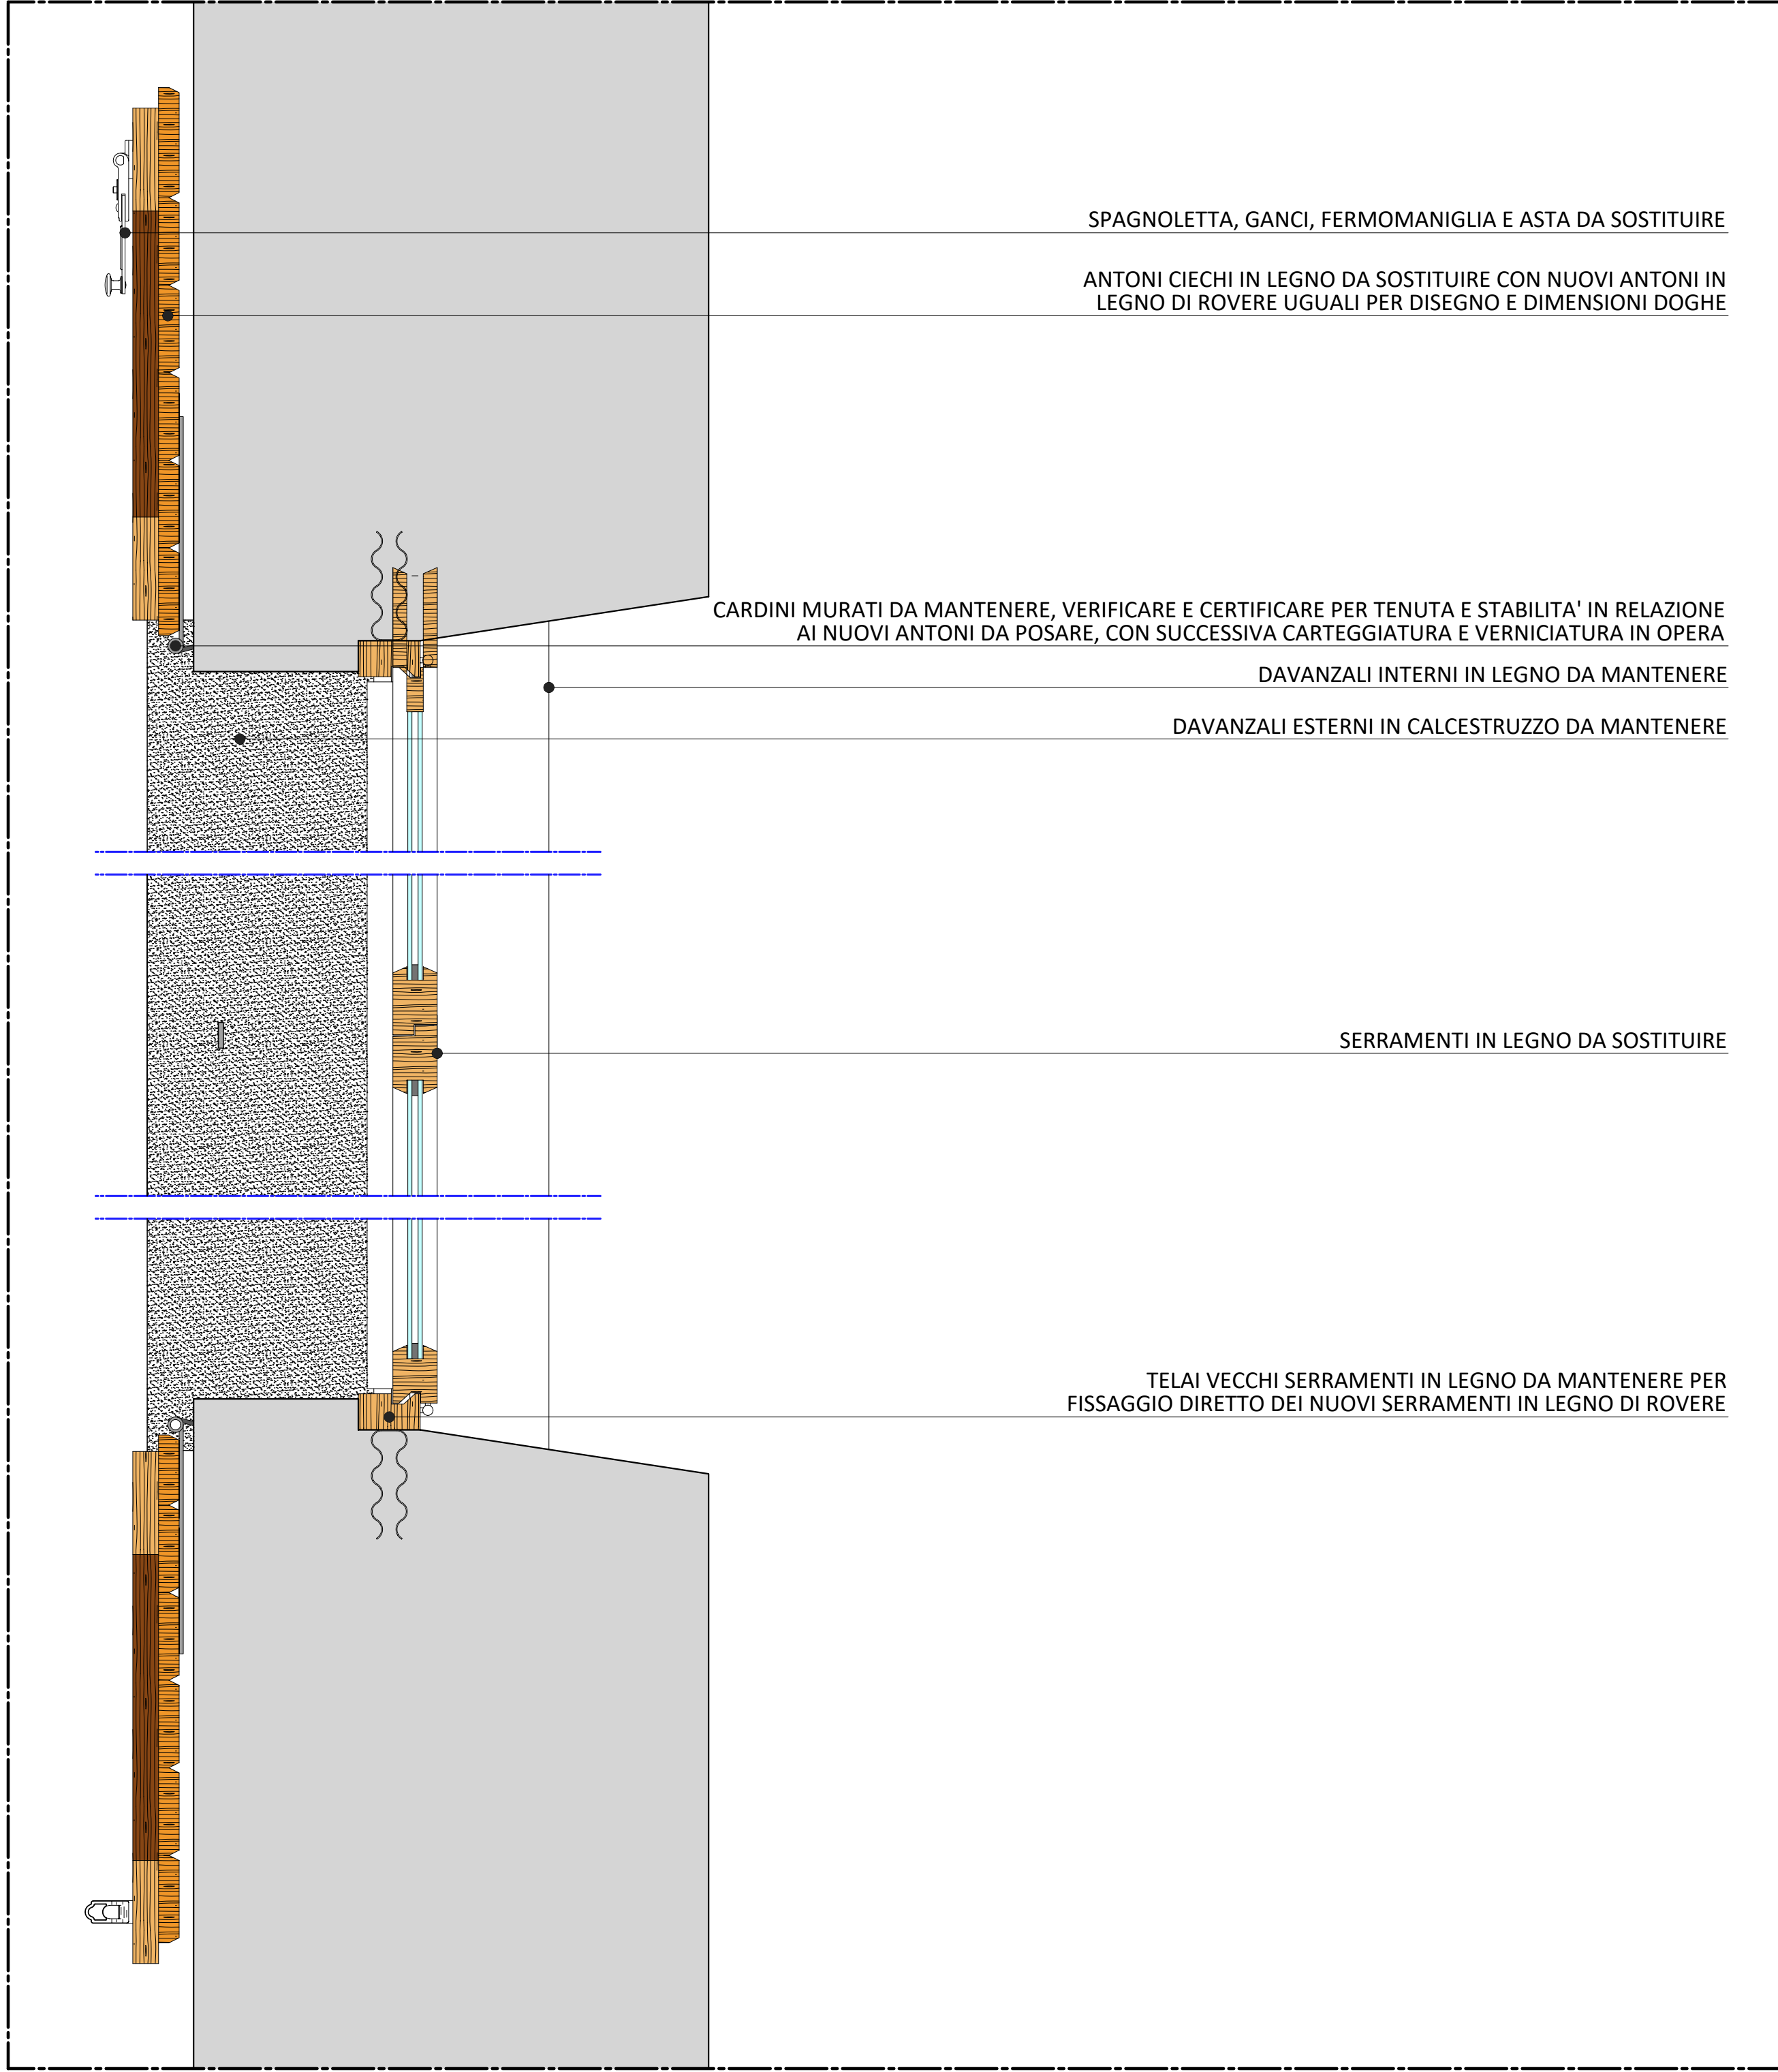 SPAGNOLETTA, GANCI, FERMOMANIGLIA E ASTA DA SOSTITUIRE
ANTONI CIECHI IN LEGNO DA SOSTITUIRE CON NUOVI ANTONI IN
LEGNO DI ROVERE UGUALI PER DISEGNO E DIMENSIONI DOGHE
CARDINI MURATI DA MANTENERE, VERIFICARE E CERTIFICARE PER TENUTA E STABILITA' IN RELAZIONE
AI NUOVI ANTONI DA POSARE, CON SUCCESSIVA CARTEGGIATURA E VERNICIATURA IN OPERA
DAVANZALI INTERNI IN LEGNO DA MANTENERE
DAVANZALI ESTERNI IN CALCESTRUZZO DA MANTENERE
SERRAMENTI IN LEGNO DA SOSTITUIRE
TELAI VECCHI SERRAMENTI IN LEGNO DA MANTENERE PER
FISSAGGIO DIRETTO DEI NUOVI SERRAMENTI IN LEGNO DI ROVERE